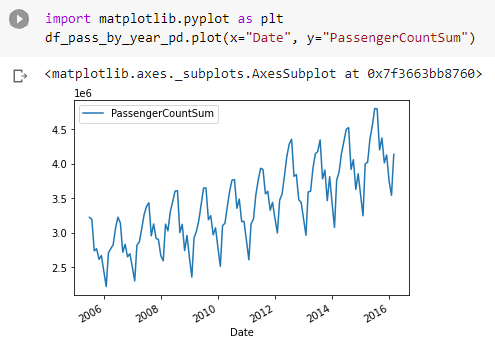 import matplotlib.pyplot as plt
df_pass_by_year_pd.plot(x="Date", y="PassengerCountSum")
<matplotlib.axes._subplots.AxesSubplot at 0x7f3663bb8760>
1e6
PassengerCountSum
4.5
4.0
3.5
3.0
2.5
2006
2008
2010
2012
2014
2016
Date